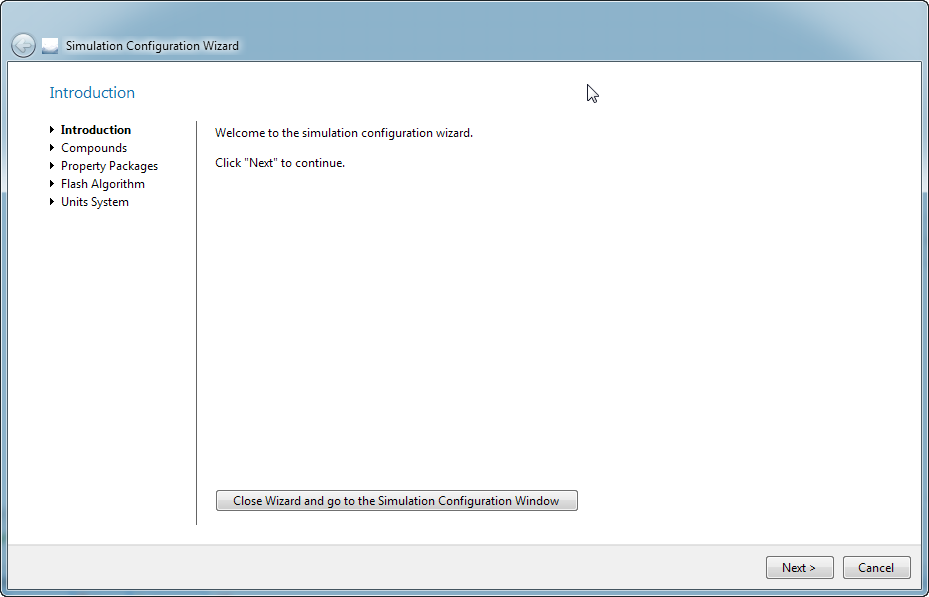 Simulation Configuration Wizard
Introduction
Introduction
Compounds
Property Packages
Flash Algorithm
Units System
Welcome to the simulation configuration wizard.
Click "Next" to continue.
Close Wizard and go to the Simulation Configuration Window
Next >
Cancel